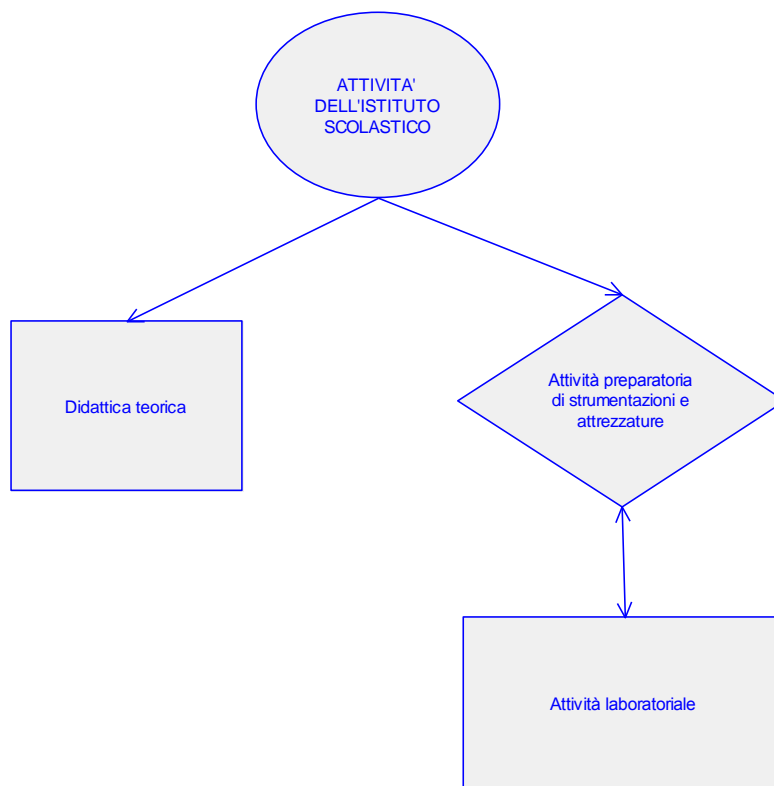 ATTIVITA'
DELL'ISTITUTO
SCOLASTICO
Didattica teorica
Attività preparatoria
di strumentazioni e
attrezzature
Attività laboratoriale